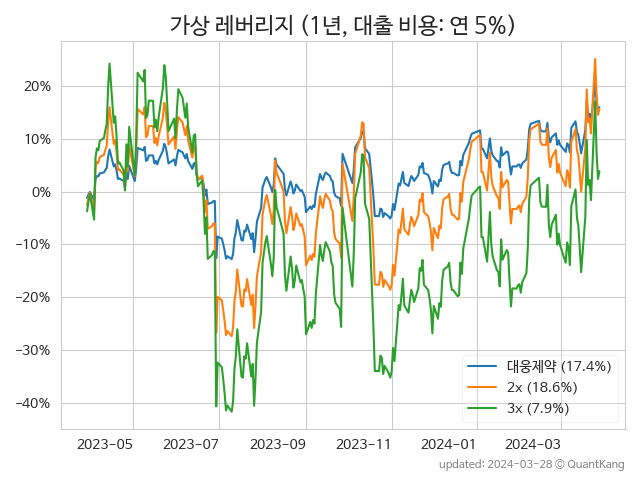 가상 레버리지 (1년, 대출 비용: 연 5%)
20%
10%
0%
−10%
−20%
−30%
−40%
대웅제약 (17.4%)
2x (18.6%)
3x (7.9%)
2023-05 2023-07 2023-09 2023-11 2024-01 2024-03
updated: 2024-03-28 © QuantKang